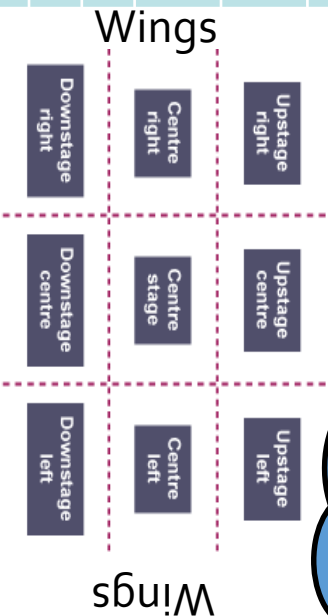 Wings
Downstage
right
Centre
right
Upstage
right
Downstage
centre
Centre
stage
Upstage
centre
Downstage
left
Centre
left
Upstage
left
Wings